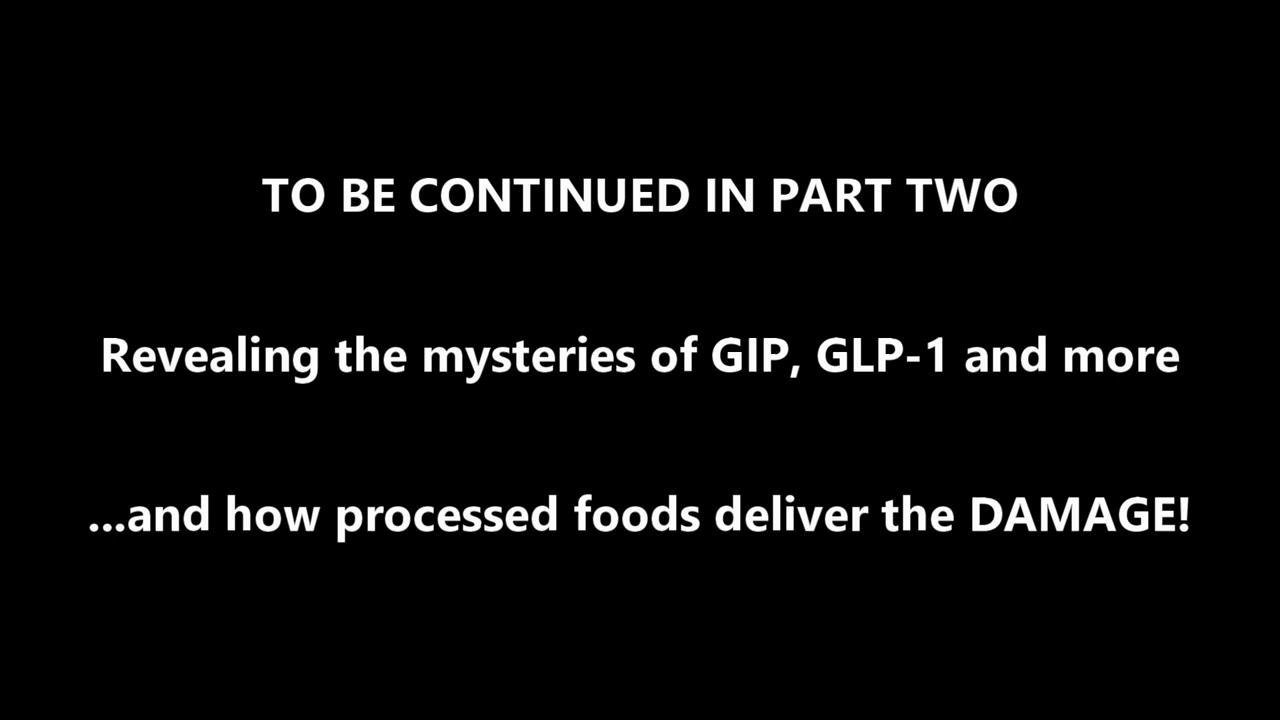 TO BE CONTINUED IN PART TWO
Revealing the mysteries of GIP, GLP-1 and more
...and how processed foods deliver the DAMAGE!